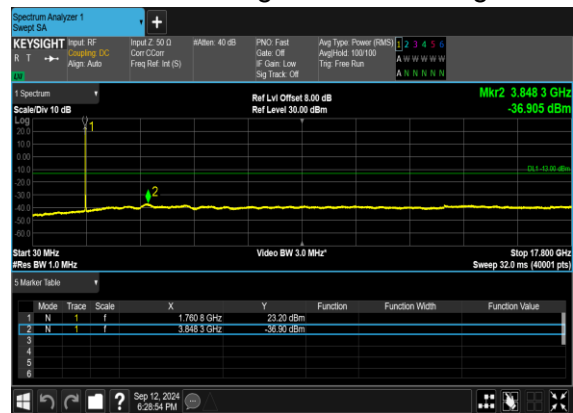 Spectrum Analyzer 1
Swept SA
+
KEYSIGHT Input: RF Input Z: 50 Ω #Atten: 40 dB PNO: Fast Avg Type: Power (RMS) 1 2 3 4 5 6
R T Coupling: DC Corr CCorr Gate: Off Avg|Hold: 100/100 A W W W W W
Align: Auto Freq Ref: Int (S) IF Gain: Low Trig: Free Run
LU Sig Track: Off A N N N N N
1 Spectrum Ref Lvl Offset 8.00 dB Mkr2 3.848 3 GHz
Scale/Div 10 dB Ref Level 30.00 dBm -36.905 dBm
Log
20.0 1
10.0
0.00
-10.0 DL1 -13.00 dBm
-20.0
-30.0 2
-40.0
-50.0
-60.0
Start 30 MHz Video BW 3.0 MHz* Stop 17.800 GHz
#Res BW 1.0 MHz Sweep 32.0 ms (40001 pts)
5 Marker Table
Mode Trace Scale X Y Function Function Width Function Value
1 N 1 f 1.760 8 GHz 23.20 dBm
2 N 1 f 3.848 3 GHz -36.90 dBm
3
4
5
6
? Sep 12, 2024
6:28:54 PM